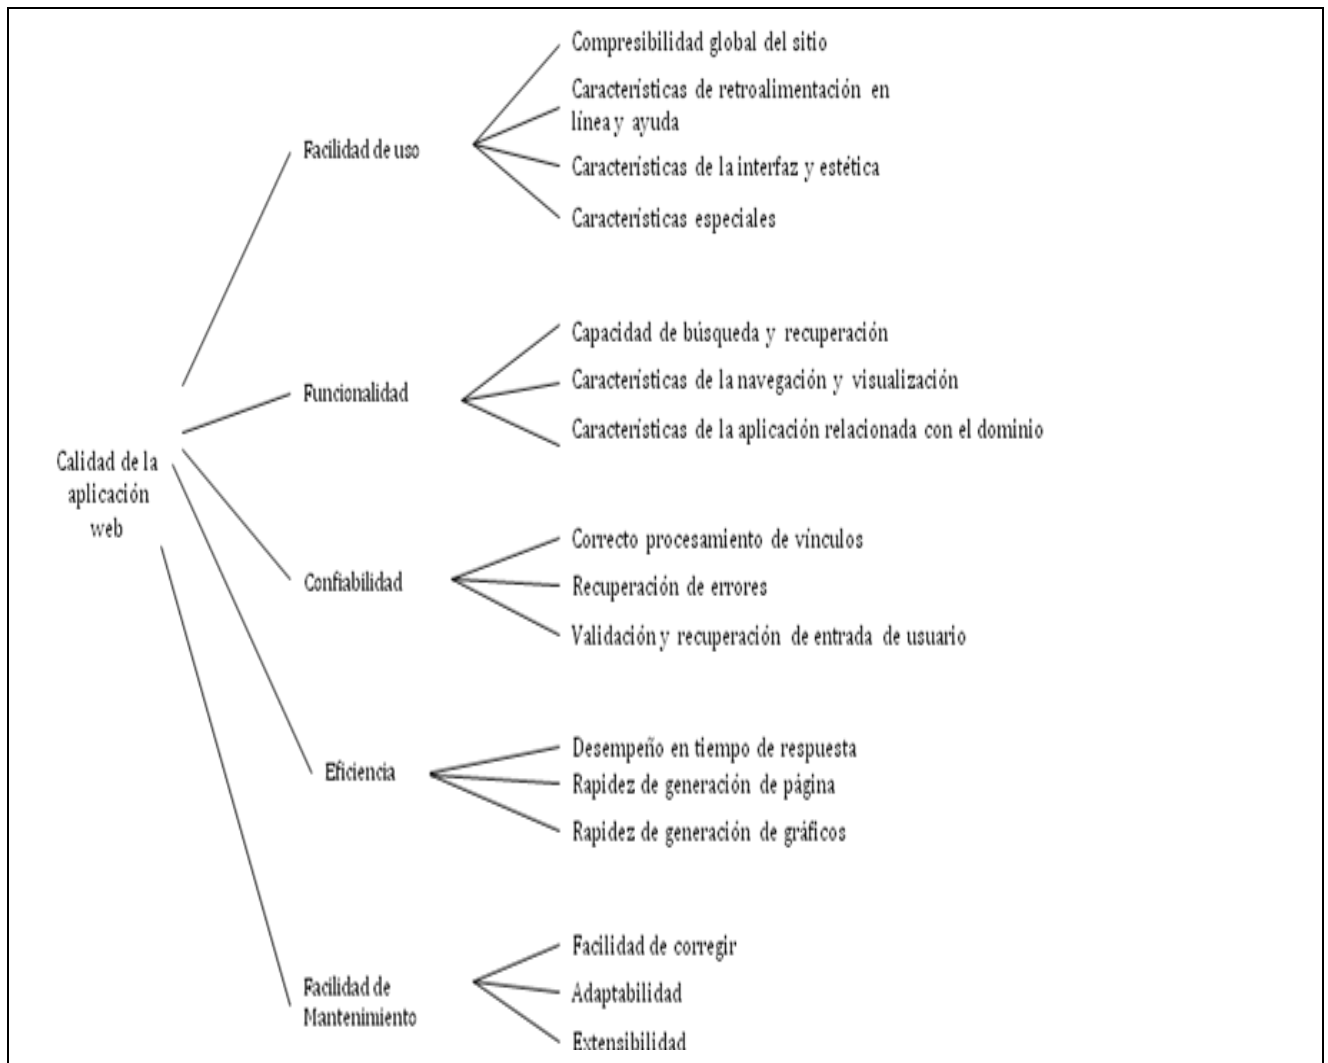 Compresibilidad global del sitio
Características de retroalimentación en
línea y ayuda
Facilidad de uso
Características de la interfaz y estética
Características especiales
Capacidad de búsqueda y recuperación
Características de la navegación y visualización
Funcionalidad
Características de la aplicación relacionada con el dominio
Calidad de la
aplicación
web
Correcto procesamiento de vínculos
Confiabilidad
Recuperación de errores
Validación y recuperación de entrada de usuario
Desempeño en tiempo de respuesta
Eficiencia
Rapidez de generación de página
Rapidez de generación de gráficos
Facilidad de corregir
Facilidad de
Mantenimiento
Adaptabilidad
Extensibilidad